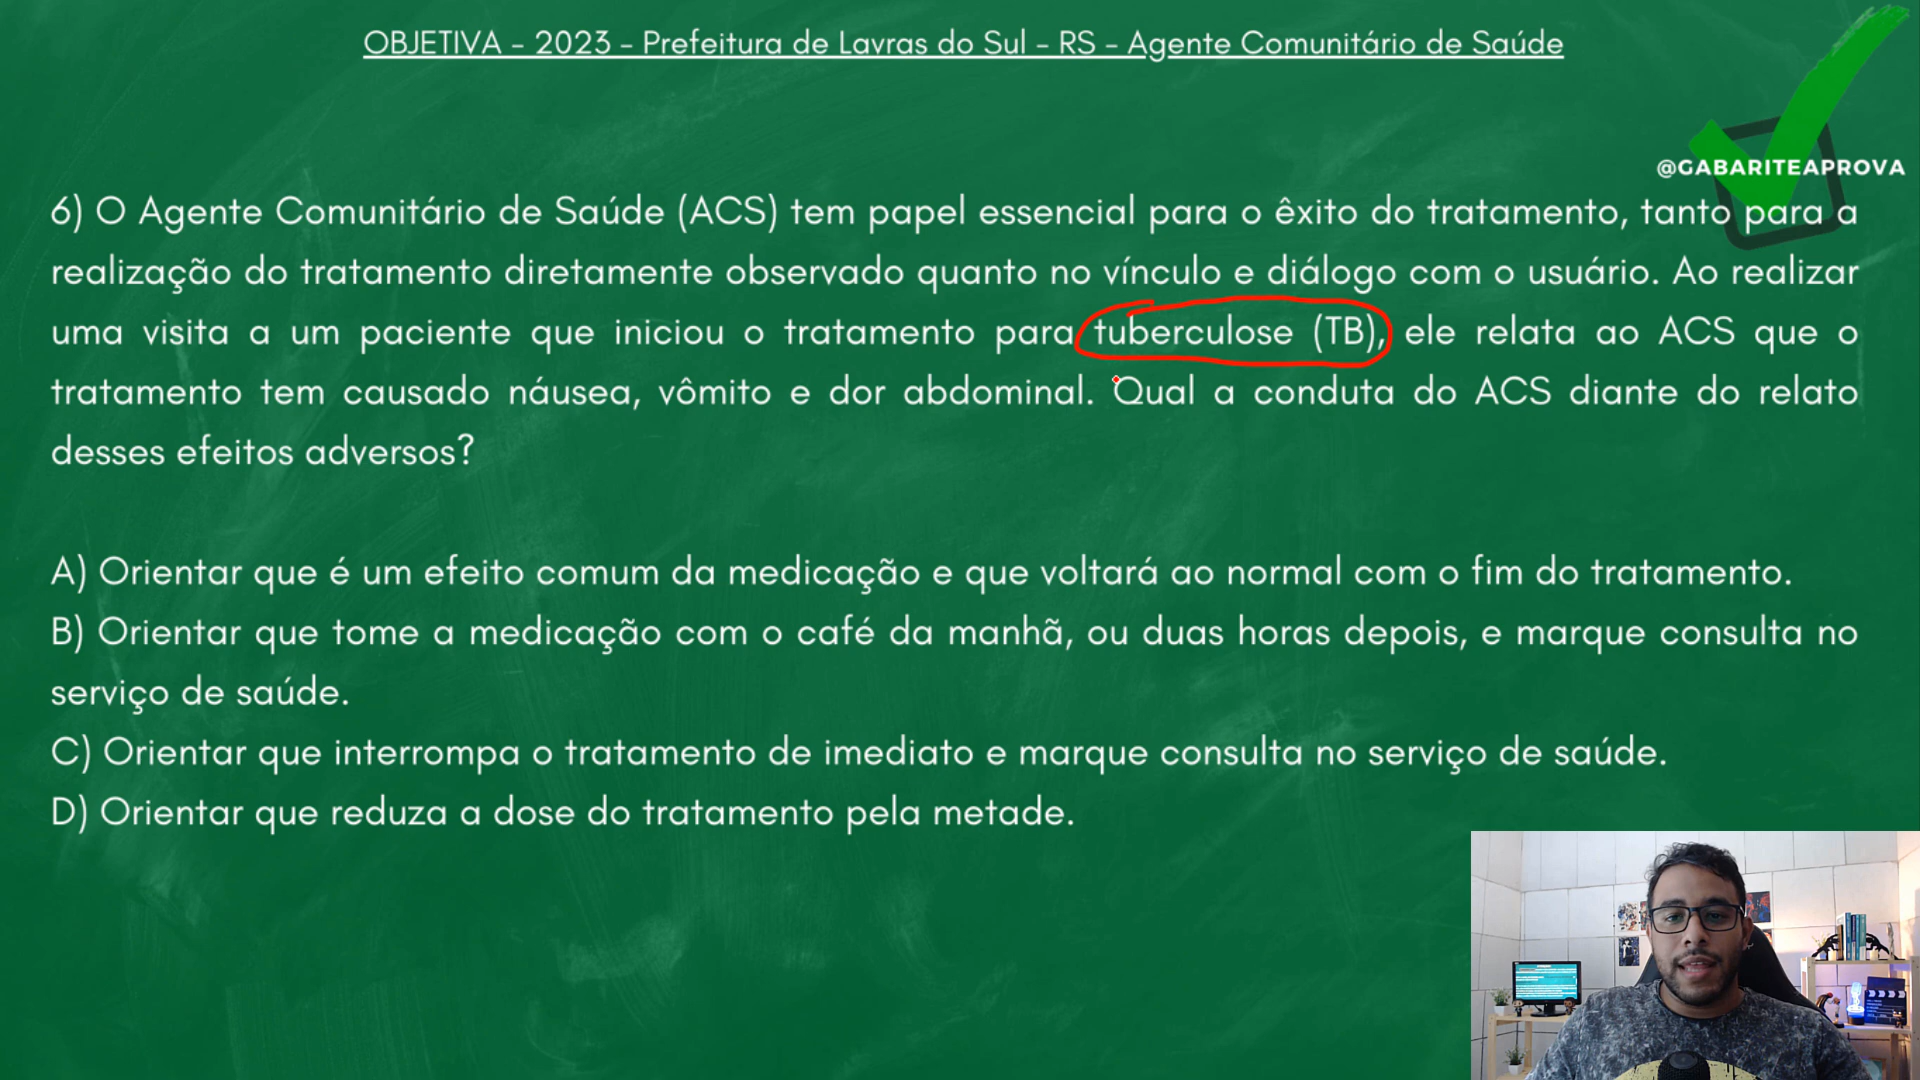 OBJETIVA - 2023 - Prefeitura de Lavras do Sul - RS - Agente Comunitário de Saúde
@GABARITEAPROVA
6) O Agente Comunitário de Saúde (ACS) tem papel essencial para o êxito do tratamento, tanto para a
realização do tratamento diretamente observado quanto no vínculo e diálogo com o usuário. Ao realizar
uma visita a um paciente que iniciou o tratamento para tuberculose (TB), ele relata ao ACS que o
tratamento tem causado náusea, vômito e dor abdominal. Qual a conduta do ACS diante do relato
desses efeitos adversos?
A) Orientar que é um efeito comum da medicação e que voltará ao normal com o fim do tratamento.
B) Orientar que tome a medicação com o café da manhã, ou duas horas depois, e marque consulta no
serviço de saúde.
C) Orientar que interrompa o tratamento de imediato e marque consulta no serviço de saúde.
D) Orientar que reduza a dose do tratamento pela metade.